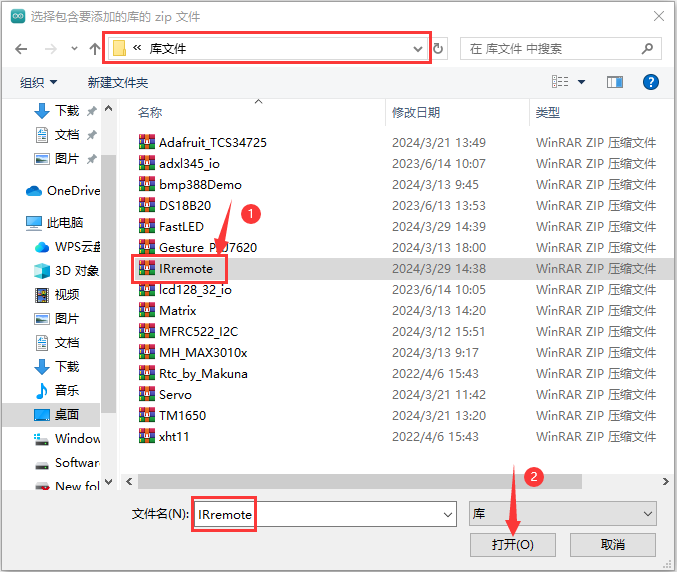 选择包含要添加的库的 zip 文件
« 库文件
在 库文件 中搜索
组织 新建文件夹
名称 修改日期 类型
下载
文档
图片
OneDrive
此电脑
WPS云盘
3D 对象
视频
图片
文档
下载
音乐
桌面
Window
Software
New fol
Adafruit_TCS34725 2024/3/21 13:49 WinRAR ZIP 压缩文件
adxl345_io 2023/6/14 10:07 WinRAR ZIP 压缩文件
bmp388Demo 2024/3/13 9:45 WinRAR ZIP 压缩文件
DS18B20 2023/6/13 13:53 WinRAR ZIP 压缩文件
FastLED 2024/3/29 14:39 WinRAR ZIP 压缩文件
Gesture_PAJ7620 2024/3/13 18:00 WinRAR ZIP 压缩文件
IRremote 2024/3/29 14:38 WinRAR ZIP 压缩文件
lcd128_32_io 2023/6/14 10:05 WinRAR ZIP 压缩文件
Matrix 2024/3/13 14:20 WinRAR ZIP 压缩文件
MFRC522_I2C 2024/3/12 15:51 WinRAR ZIP 压缩文件
MH_MAX3010x 2024/3/13 9:17 WinRAR ZIP 压缩文件
Rtc_by_Makuna 2022/4/6 15:43 WinRAR ZIP 压缩文件
Servo 2024/3/21 11:42 WinRAR ZIP 压缩文件
TM1650 2024/3/21 13:20 WinRAR ZIP 压缩文件
xht11 2022/4/6 15:43 WinRAR ZIP 压缩文件
1
2
文件名(N): IRremote 库
打开(O) 取消